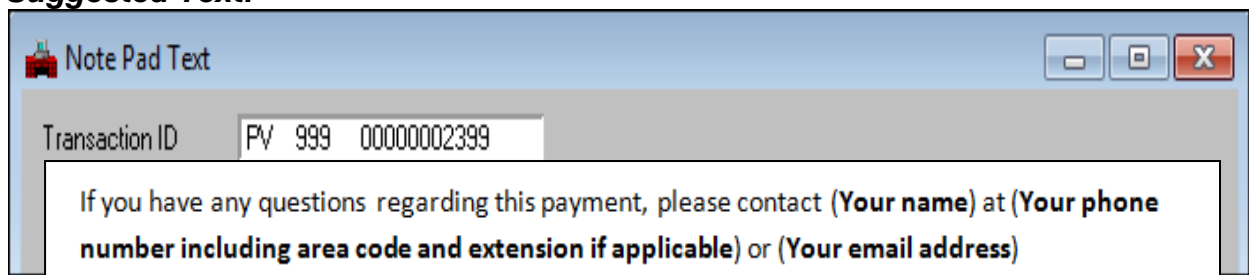 Suggested Text:
Note Pad Text
Transaction ID PV 999 00000002399
If you have any questions regarding this payment, please contact (Your name) at (Your phone
number including area code and extension if applicable) or (Your email address)